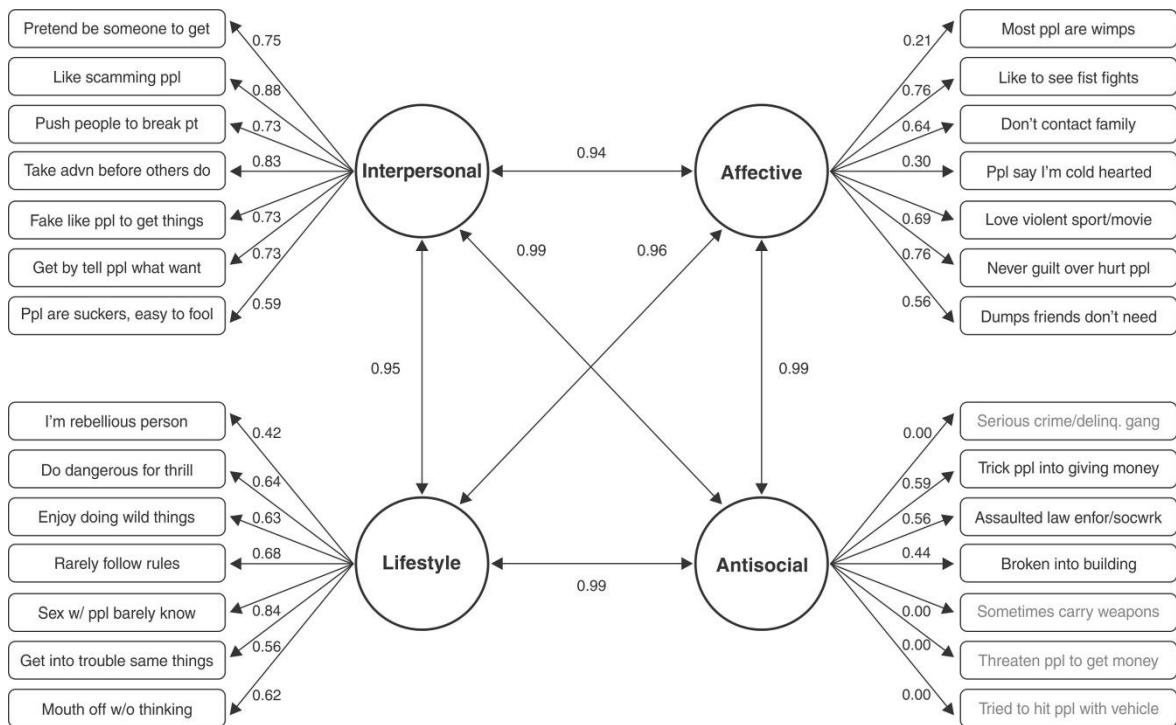 Pretend be someone to get
Like scamming ppl
Push people to break pt
Take advn before others do
Fake like ppl to get things
Get by tell ppl what want
Ppl are suckers, easy to fool
0.75
0.88
0.73
0.83
0.73
0.73
0.59
Interpersonal
0.94
Affective
0.21
0.76
0.64
0.30
0.69
0.76
0.56
Most ppl are wimps
Like to see fist fights
Don’t contact family
Ppl say I’m cold hearted
Love violent sport/movie
Never guilt over hurt ppl
Dumps friends don’t need
0.99
0.96
0.95
0.99
I’m rebellious person
Do dangerous for thrill
Enjoy doing wild things
Rarely follow rules
Sex w/ ppl barely know
Get into trouble same things
Mouth off w/o thinking
0.42
0.64
0.63
0.68
0.84
0.56
0.62
Lifestyle
0.99
Antisocial
0.00
0.59
0.56
0.44
0.00
0.00
0.00
Serious crime/delinq. gang
Trick ppl into giving money
Assaulted law enfor/socwrk
Broken into building
Sometimes carry weapons
Threaten ppl to get money
Tried to hit ppl with vehicle